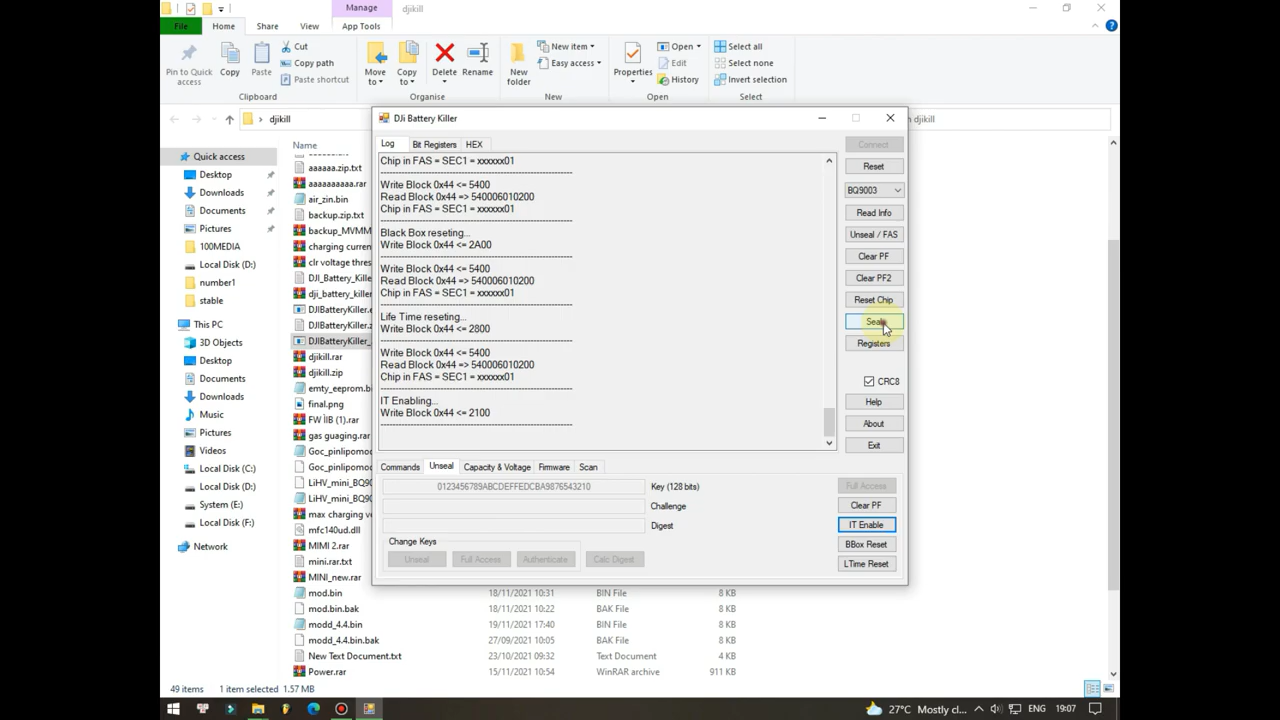 Manage
djikill
File
Home
Share
View
App Tools
Pin to Quick
access
Copy
Paste
Cut
Copy path
Paste shortcut
Move
to
Copy
to
Delete
Rename
New
folder
New item
Easy access
Properties
Open
Edit
History
Select all
Select none
Invert selection
Clipboard
Organise
New
Open
djikill
djikill
Name
Quick access
Desktop
Downloads
Documents
Pictures
100MEDIA
Local Disk (D:)
number1
stable
This PC
3D Objects
Desktop
Documents
Downloads
Music
Pictures
Videos
Local Disk (C:)
Local Disk (D:)
System (E:)
Local Disk (F:)
Network
aaaaaa.zip.txt
aaaaaaaaaa.rar
air_zin.bin
backup.zip.txt
backup_MVMM
charging curren
clr voltage thres
DJI_Battery_Kille
dji_battery_kille
DJIBatteryKiller.e
DJIBatteryKiller.z
DJIBatteryKiller_
djikill.rar
djikill.zip
emty_eeprom.b
final.png
FW ÌIB (1).rar
gas guaging.rar
Goc_pinlipomod
Goc_pinlipomod
LiHV_mini_BQ90
LiHV_mini_BQ90
max charging v
mfc140ud.dll
MIMI 2.rar
mini.rar.txt
MINI_new.rar
mod.bin 18/11/2021 10:31 BIN File 8 KB
mod.bin.bak 18/11/2021 10:22 BAK File 8 KB
modd_4.4.bin 19/11/2021 17:40 BIN File 8 KB
modd_4.4.bin.bak 27/09/2021 10:05 BAK File 8 KB
New Text Document.txt 23/10/2021 09:32 Text Document 4 KB
Power.rar 15/11/2021 10:54 WinRAR archive 911 KB
DJi Battery Killer
Log
Bit Registers
HEX
Chip in FAS = SEC1 = xxxxxx01
Write Block 0x44 <= 5400
Read Block 0x44 => 540006010200
Chip in FAS = SEC1 = xxxxxx01
Black Box reseting...
Write Block 0x44 <= 2A00
Write Block 0x44 <= 5400
Read Block 0x44 => 540006010200
Chip in FAS = SEC1 = xxxxxx01
Life Time reseting...
Write Block 0x44 <= 2800
Write Block 0x44 <= 5400
Read Block 0x44 => 540006010200
Chip in FAS = SEC1 = xxxxxx01
IT Enabling...
Write Block 0x44 <= 2100
Connect
Reset
BQ9003
Read Info
Unseal / FAS
Clear PF
Clear PF2
Reset Chip
Seal
Registers
CRC8
Help
About
Exit
Commands
Unseal
Capacity & Voltage
Firmware
Scan
0123456789ABCDEFFEDCBA9876543210
Key (128 bits)
Challenge
Digest
Change Keys
Unseal
Full Access
Authenticate
Calc Digest
Full Access
Clear PF
IT Enable
BBox Reset
LTime Reset
49 items
1 item selected 1.57 MB
27°C Mostly cl...
ENG
19:07